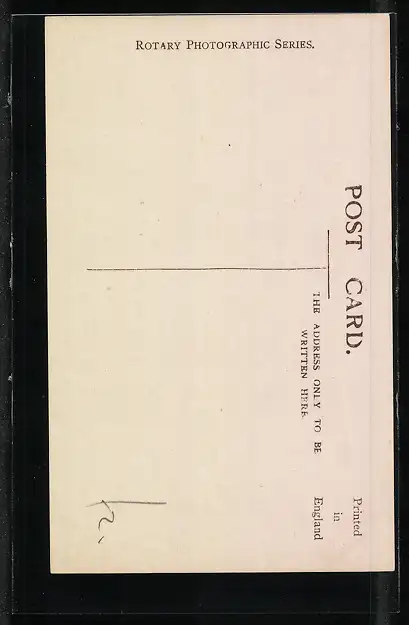 ROTARY PHOTOGRAPHIC SERIES.
POST CARD.
THE ADDRESS ONLY TO BE
WRITTEN HERE.
Printed
in
England